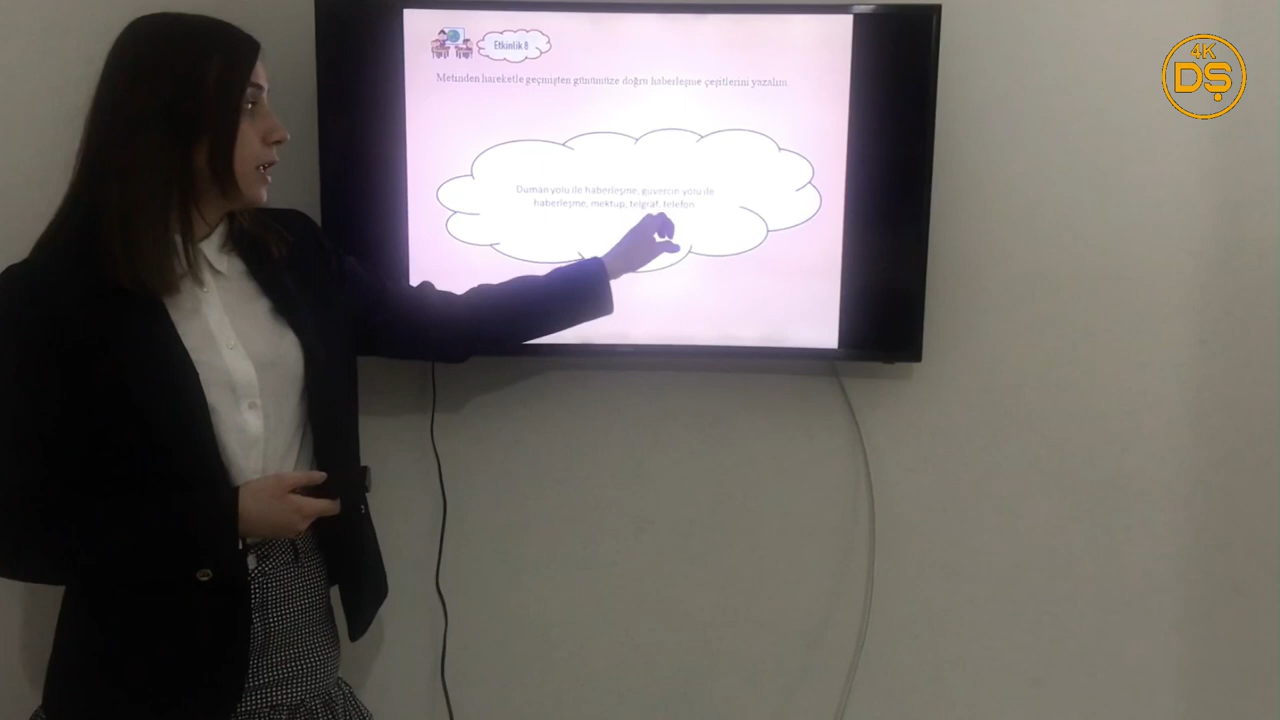 Etkinlik 8
Metinden hareketle geçmişten günümüze doğru haberleşme çeşitlerini yazalım
Duman yolu ile haberleşme, güvercin yolu ile
haberleşme, mektup, telgraf, telefon
4K
DŞ